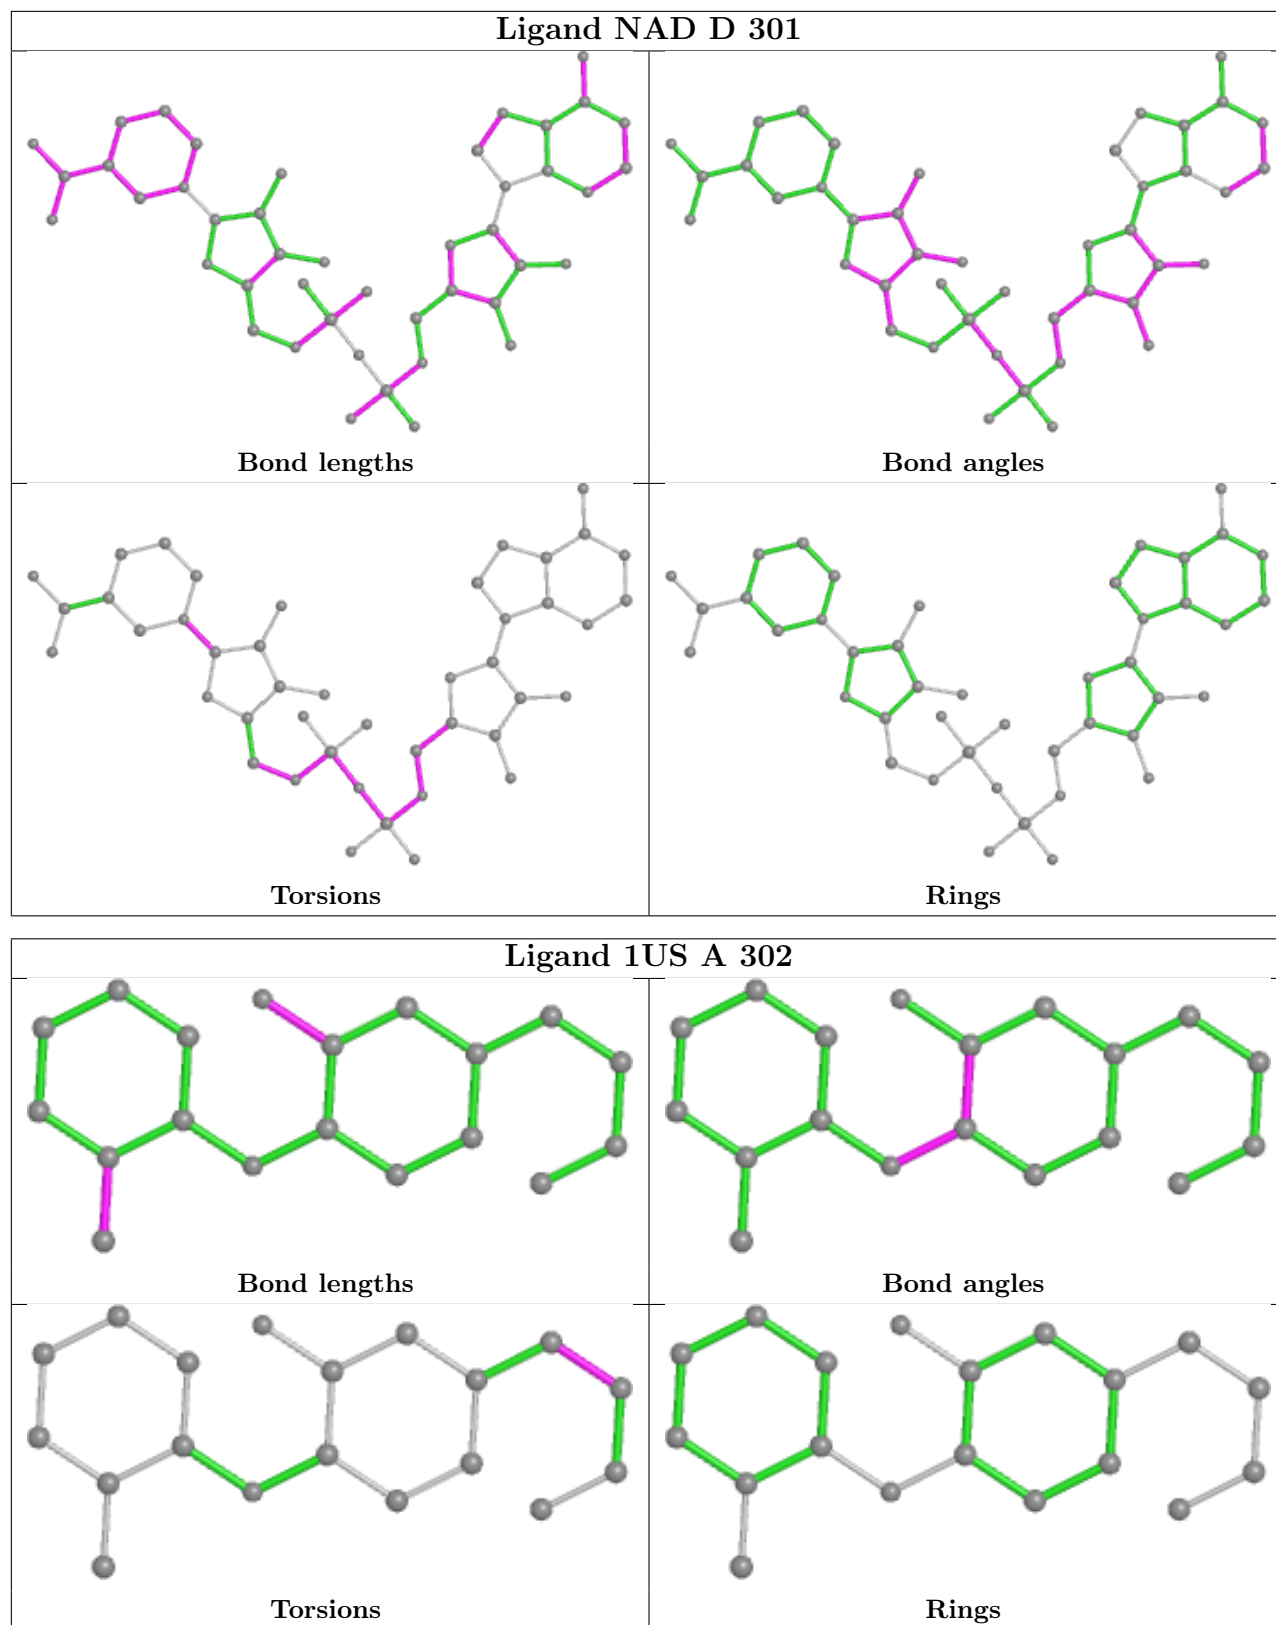 Ligand NAD D 301
Bond lengths
Bond angles
Torsions
Rings
Ligand 1US A 302
Bond lengths
Bond angles
Torsions
Rings